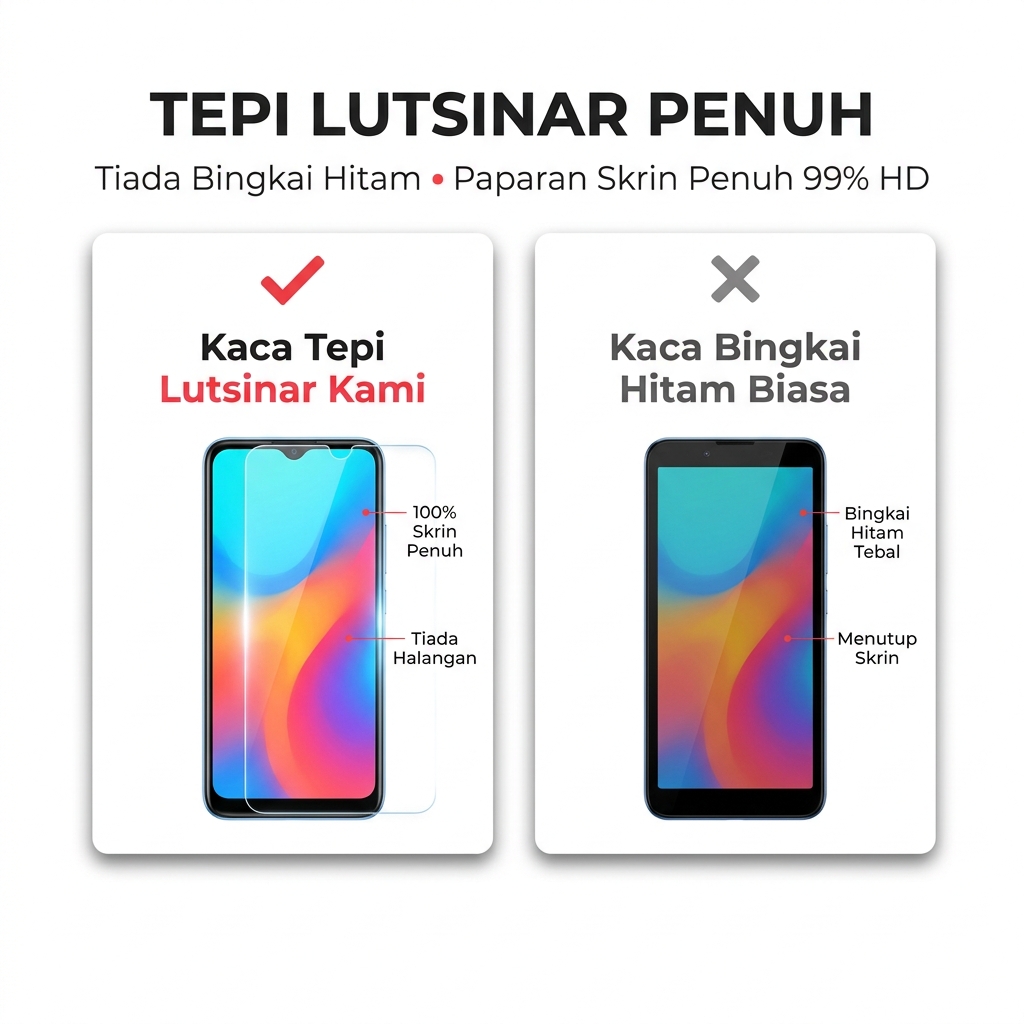 TEPI LUTSINAR PENUH
Tiada Bingkai Hitam • Paparan Skrin Penuh 99% HD
Kaca Tepi
Lutsinar Kami
100%
Skrin
Penuh
Tiada
Halangan
Kaca Bingkai
Hitam Biasa
Bingkai
Hitam
Tebal
Menutup
Skrin